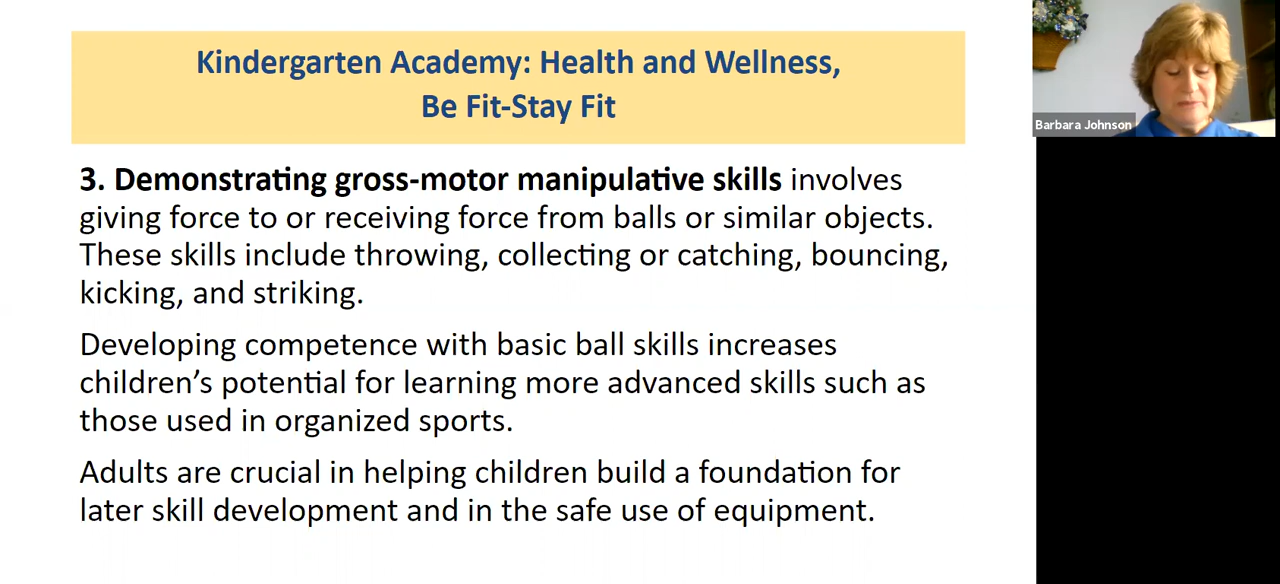 Kindergarten Academy: Health and Wellness,
Be Fit-Stay Fit
3. Demonstrating gross-motor manipulative skills involves
giving force to or receiving force from balls or similar objects.
These skills include throwing, collecting or catching, bouncing,
kicking, and striking.
Developing competence with basic ball skills increases
children’s potential for learning more advanced skills such as
those used in organized sports.
Adults are crucial in helping children build a foundation for
later skill development and in the safe use of equipment.
Barbara Johnson